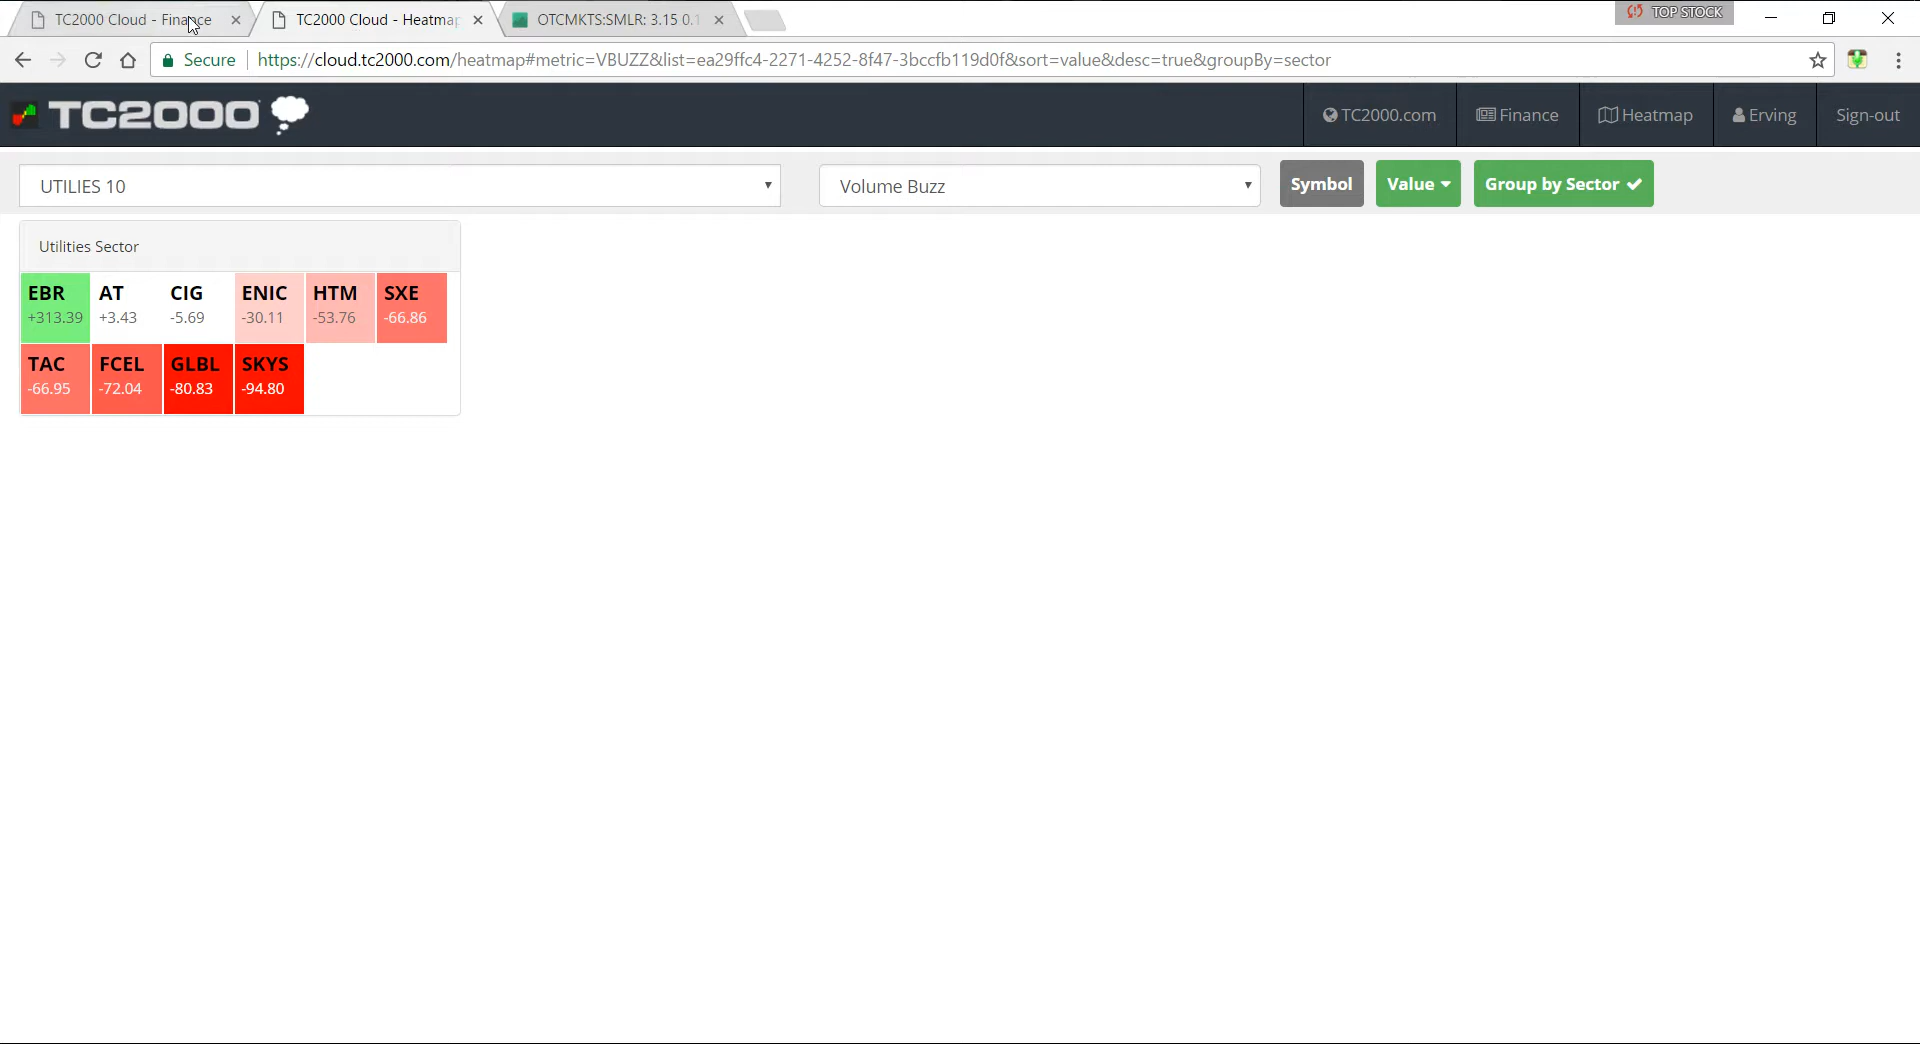 TC2000 Cloud - Finance
TC2000 Cloud - Heatmap
OTCMKTS:SMLR: 3.15 0.1
TOP STOCK
Secure
https://cloud.tc2000.com/heatmap#metric=VBUZZ&list=ea29ffc4-2271-4252-8f47-3bccfb119d0f&sort=value&desc=true&groupBy=sector
TC2000
TC2000.com
Finance
Heatmap
Erving
Sign-out
UTILIES 10
Volume Buzz
Symbol
Value
Group by Sector
Utilities Sector
EBR
+313.39
AT
+3.43
CIG
-5.69
ENIC
-30.11
HTM
-53.76
SXE
-66.86
TAC
-66.95
FCEL
-72.04
GLBL
-80.83
SKYS
-94.80